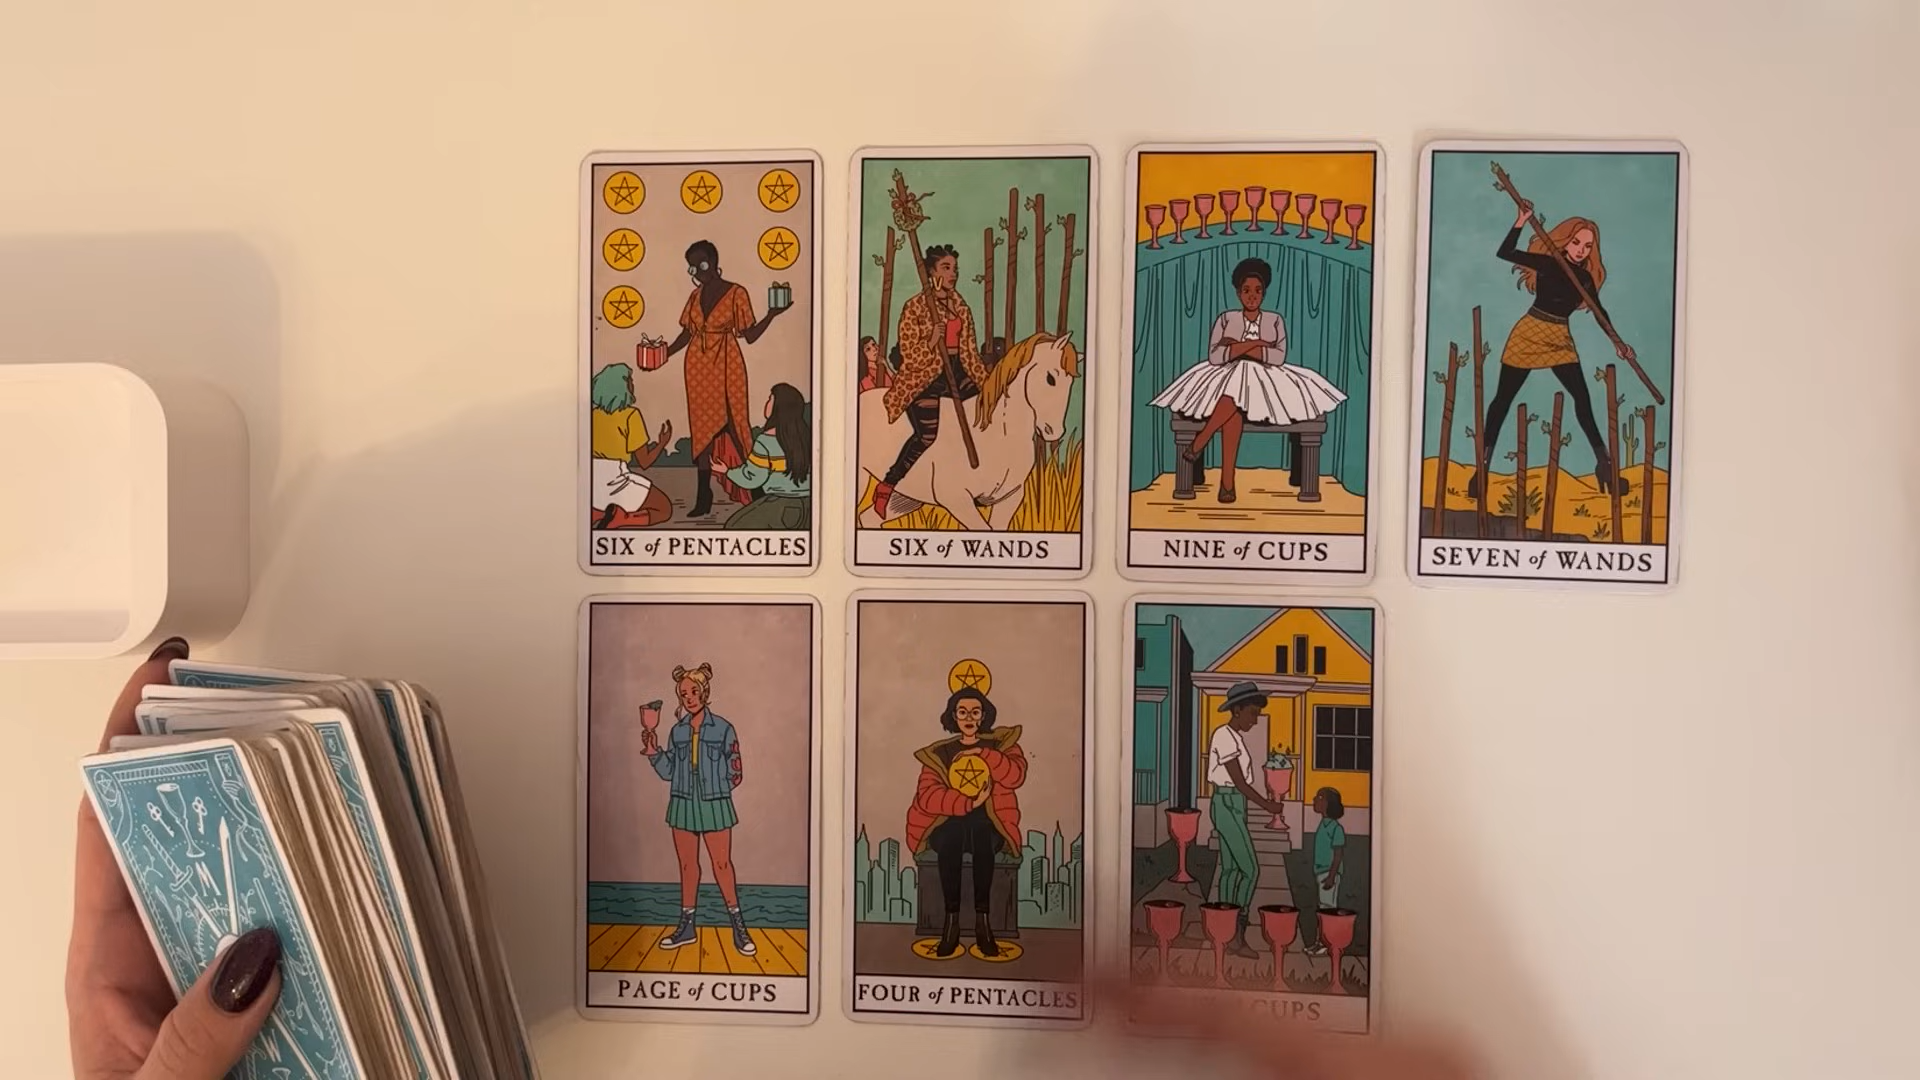 SIX of PENTACLES
SIX of WANDS
NINE of CUPS
SEVEN of WANDS
PAGE of CUPS
FOUR of PENTACLES
CUPS